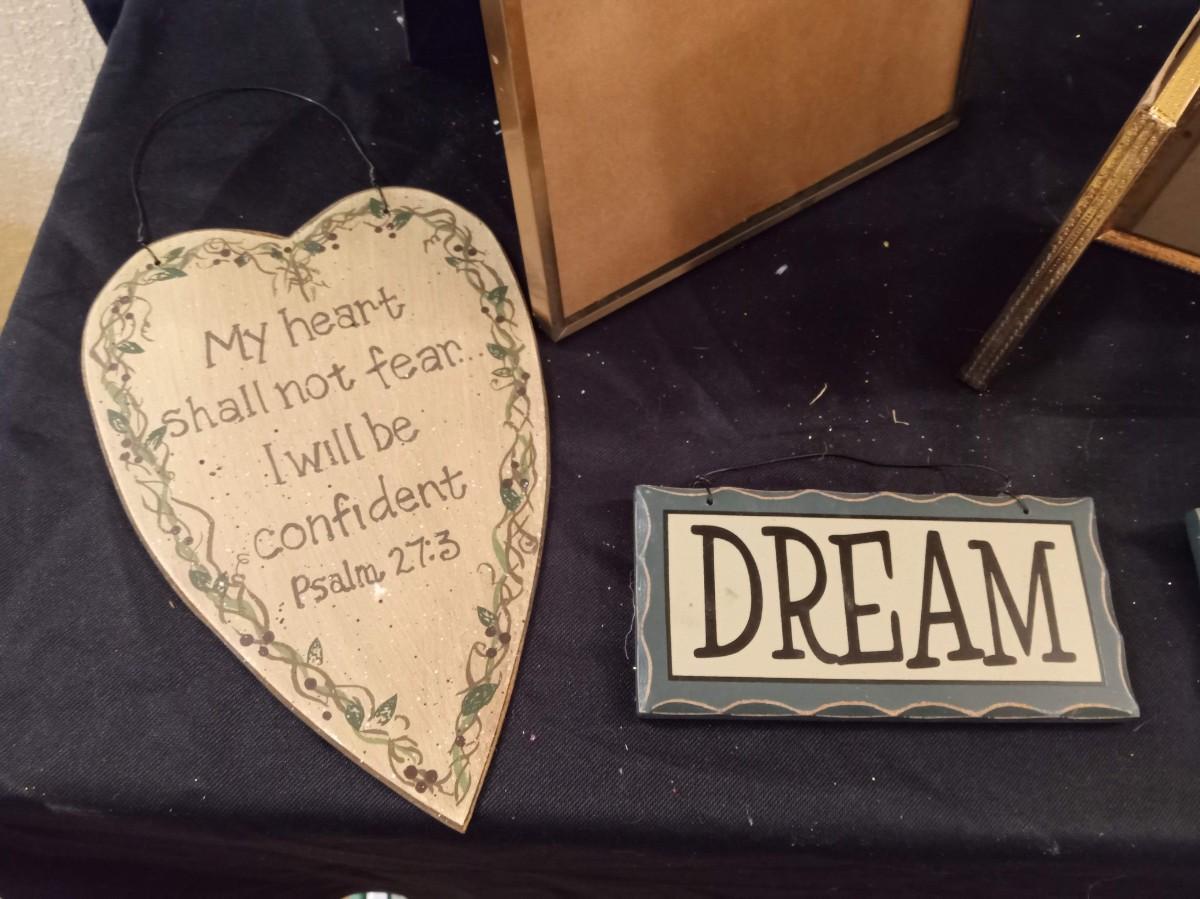 My heart
shall not fear...
I will be
confident
Psalm 27:3
DREAM